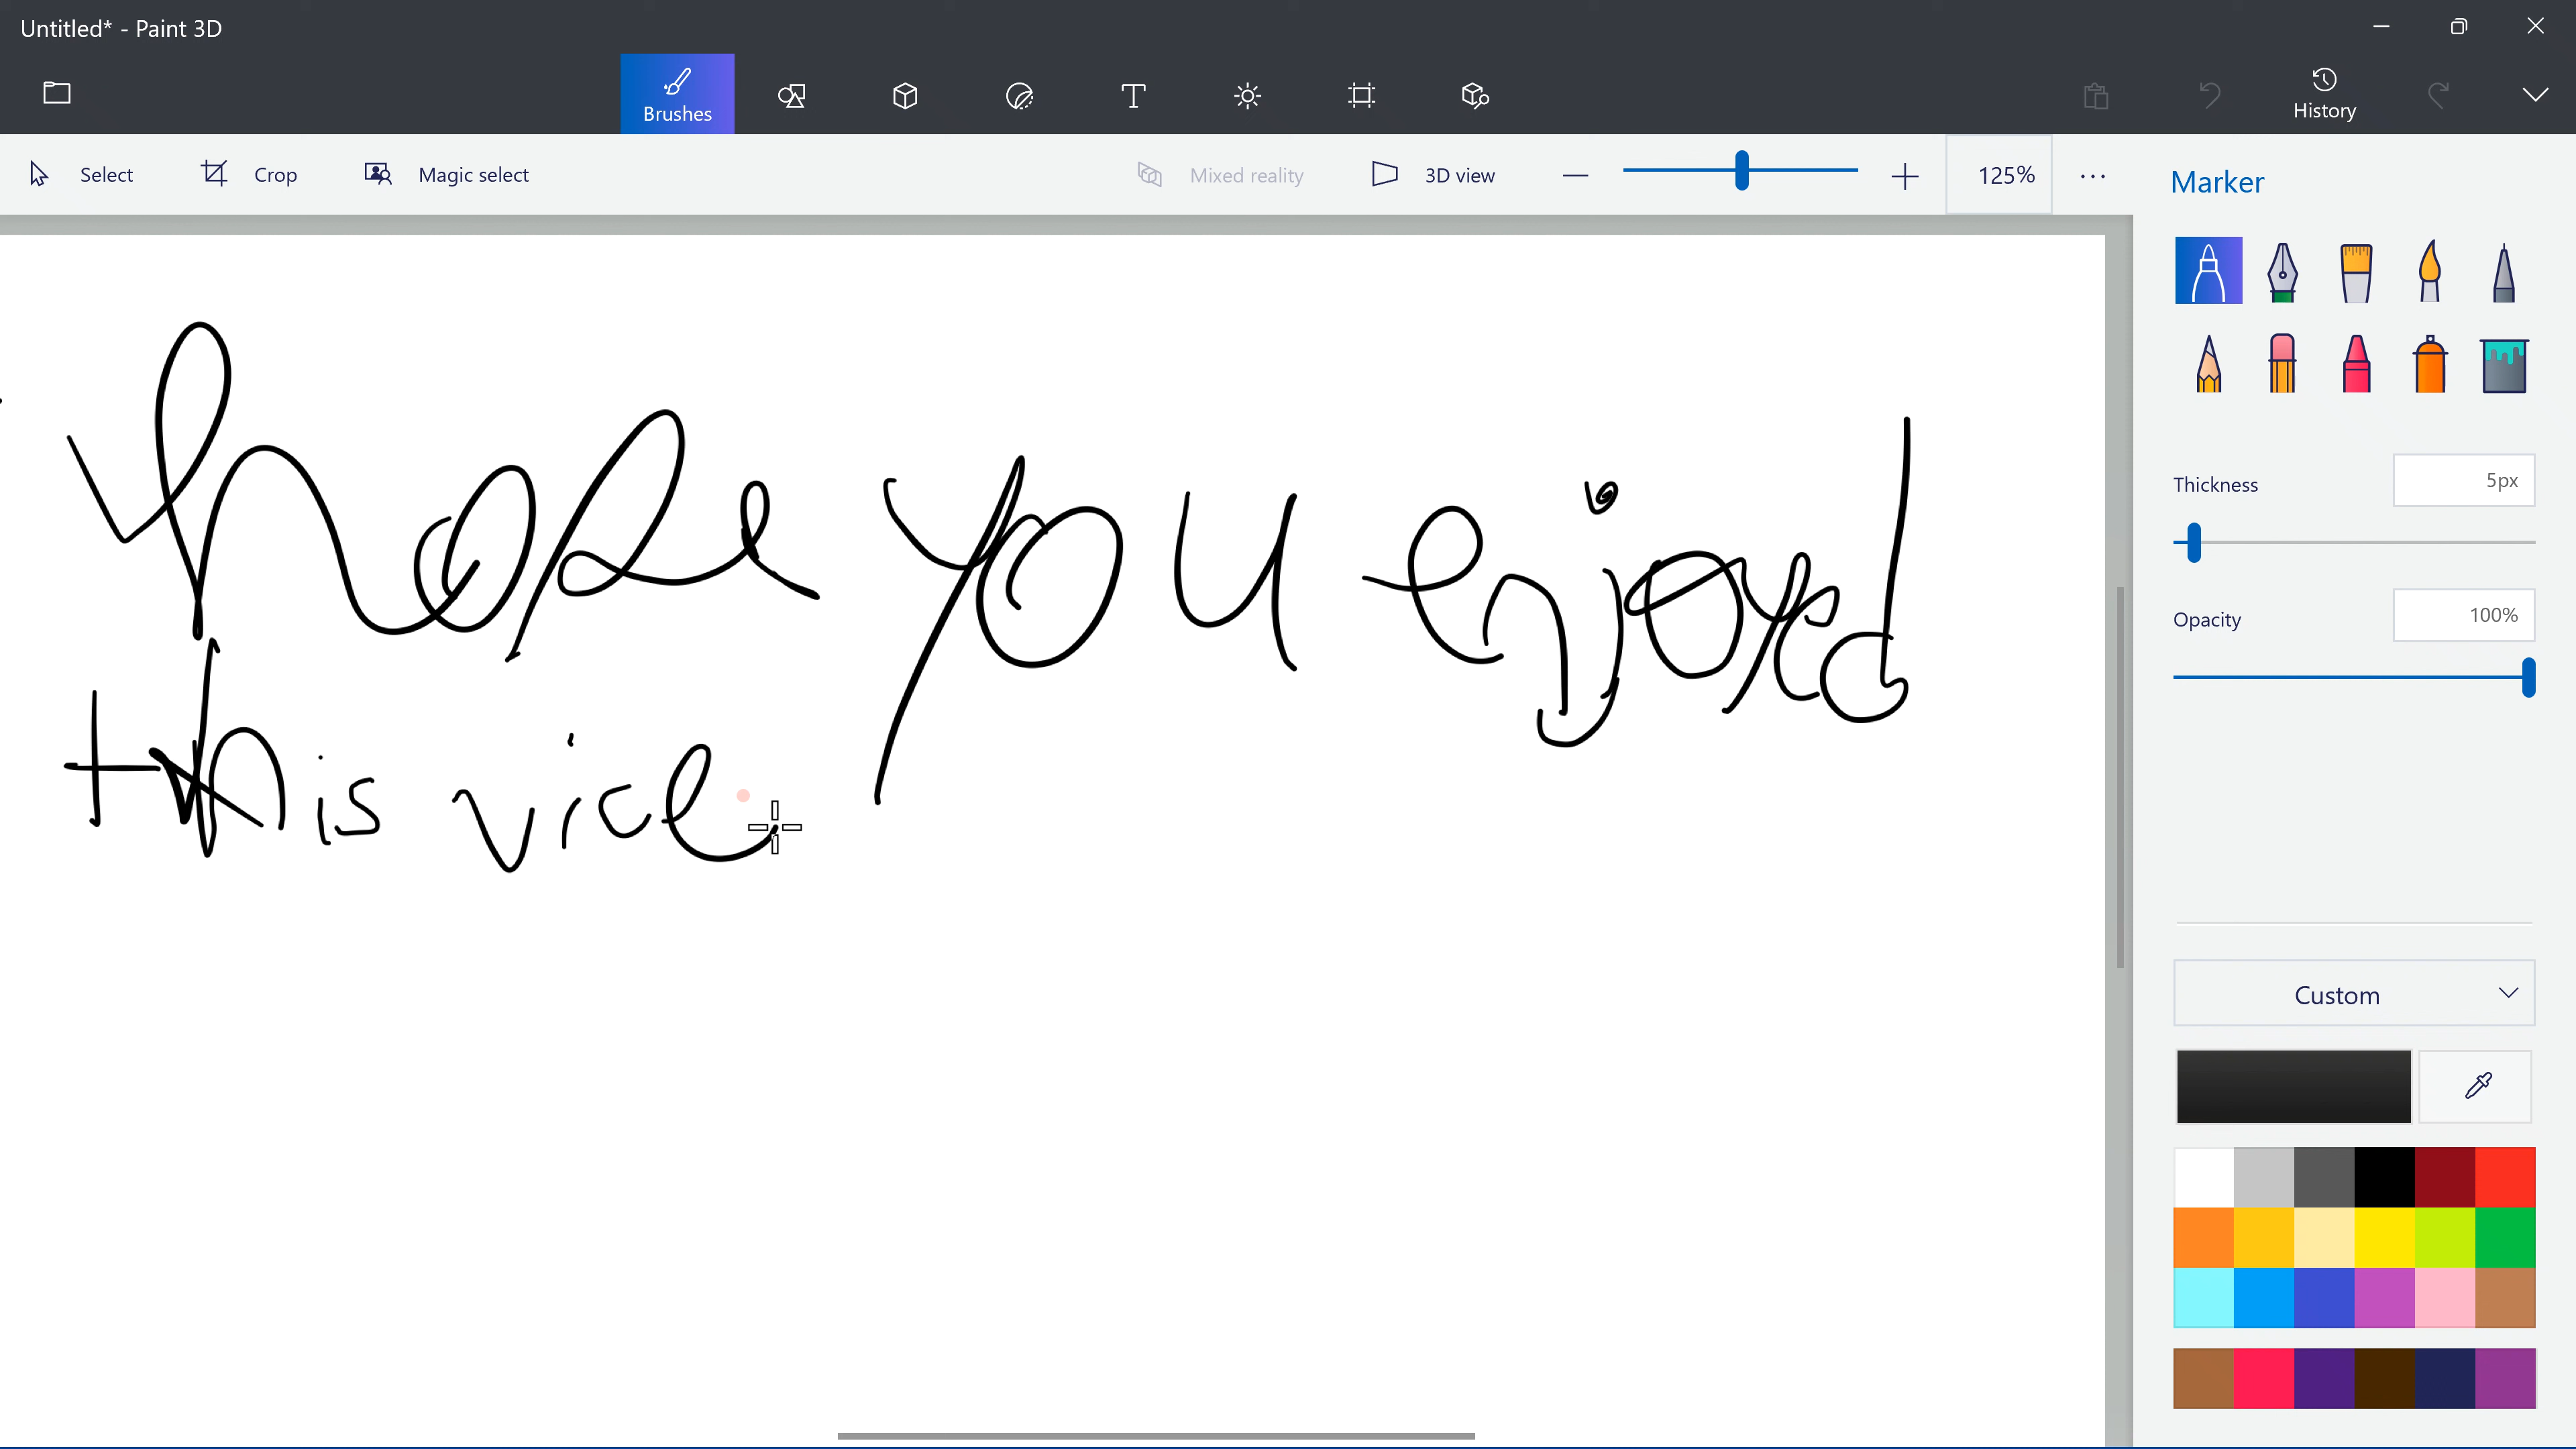 Untitled* - Paint 3D
Brushes
History
Select Crop Magic select Mixed reality 3D view 125% ...
Marker
Thickness 5px
Opacity 100%
Custom
hope you enjoyed
this